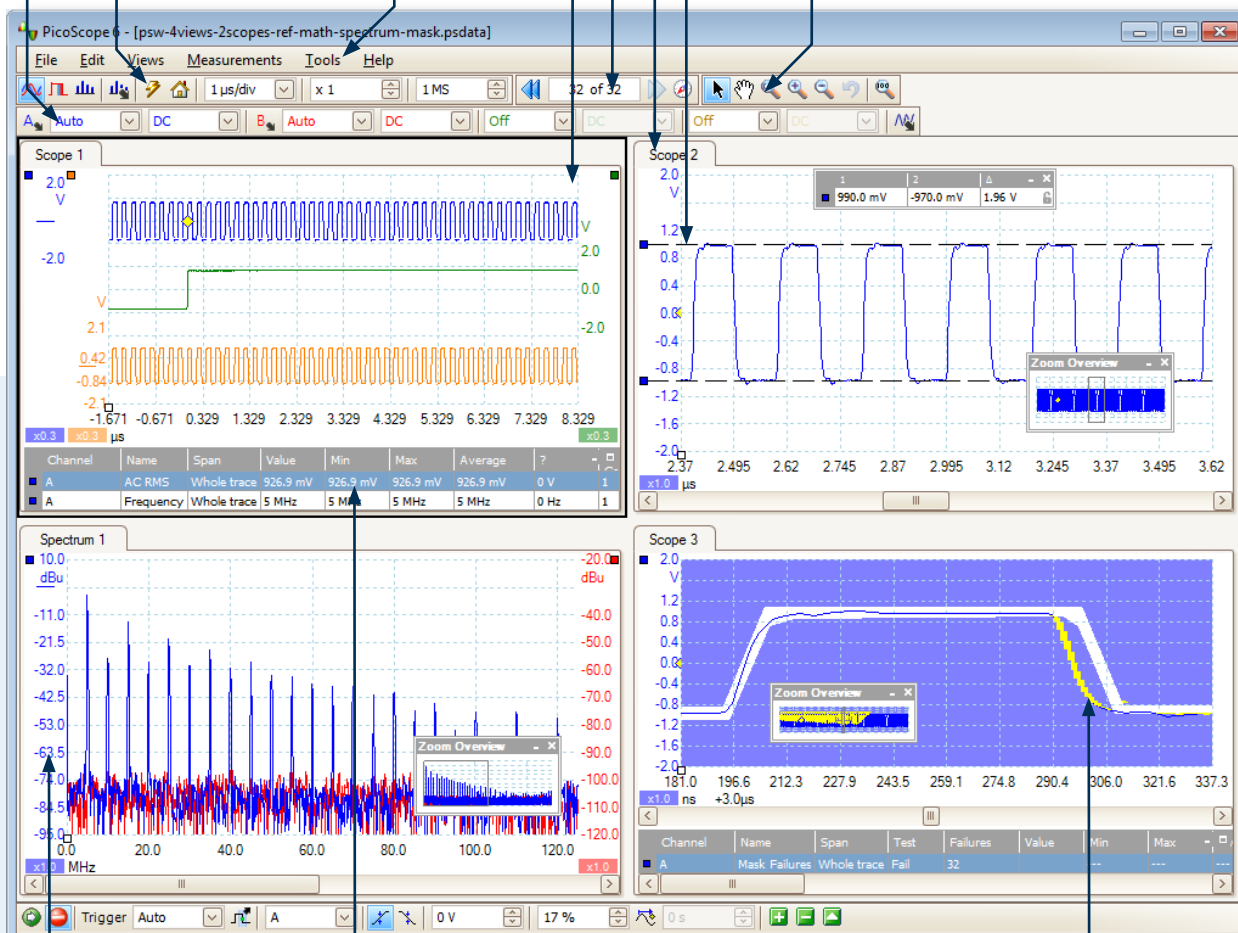 PicoScope 6 - [psw-4views-2scopes-ref-math-spectrum-mask.psdata]
File Edit Views Measurements Tools Help
1 µs/div x 1 1 MS 32 of 32
A Auto DC B Auto DC Off DC Off DC
Scope 1
2.0
V
-2.0
V
2.0
0.0
-2.0
V
2.1
0.42
-0.84
-2.1
-1.671 -0.671 0.329 1.329 2.329 3.329 4.329 5.329 6.329 7.329 8.329
x0.3 x0.3 µs x0.3
Channel Name Span Value Min Max Average ?
A AC RMS Whole trace 926.9 mV 926.9 mV 926.9 mV 926.9 mV 0 V 1
A Frequency Whole trace 5 MHz 5 MHz 5 MHz 5 MHz 0 Hz 1
Scope 2
1 2 Δ
990.0 mV -970.0 mV 1.96 V
2.0
V
1.2
0.8
0.4
0.0
-0.4
-0.8
-1.2
-1.6
-2.0
Zoom Overview
2.37 2.495 2.62 2.745 2.87 2.995 3.12 3.245 3.37 3.495 3.62
x1.0 µs
Spectrum 1
10.0
dBu
-11.0
-21.5
-32.0
-42.5
-53.0
-63.5
-74.0
-84.5
-95.0
-20.0
dBu
-40.0
-50.0
-60.0
-70.0
-80.0
-90.0
-100.0
-110.0
-120.0
Zoom Overview
0.0 20.0 40.0 60.0 80.0 100.0 120.0
x1.0 MHz x1.0
Scope 3
2.0
V
1.2
0.8
0.4
0.0
-0.4
-0.8
-1.2
-1.6
-2.0
Zoom Overview
181.0 196.6 212.3 227.9 243.5 259.1 274.8 290.4 306.0 321.6 337.3
x1.0 ns +3.0µs
Channel Name Span Test Failures Value Min Max
A Mask Failures Whole trace Fail 32 --- --- ---
Trigger Auto A 0 V 17 % 0 s